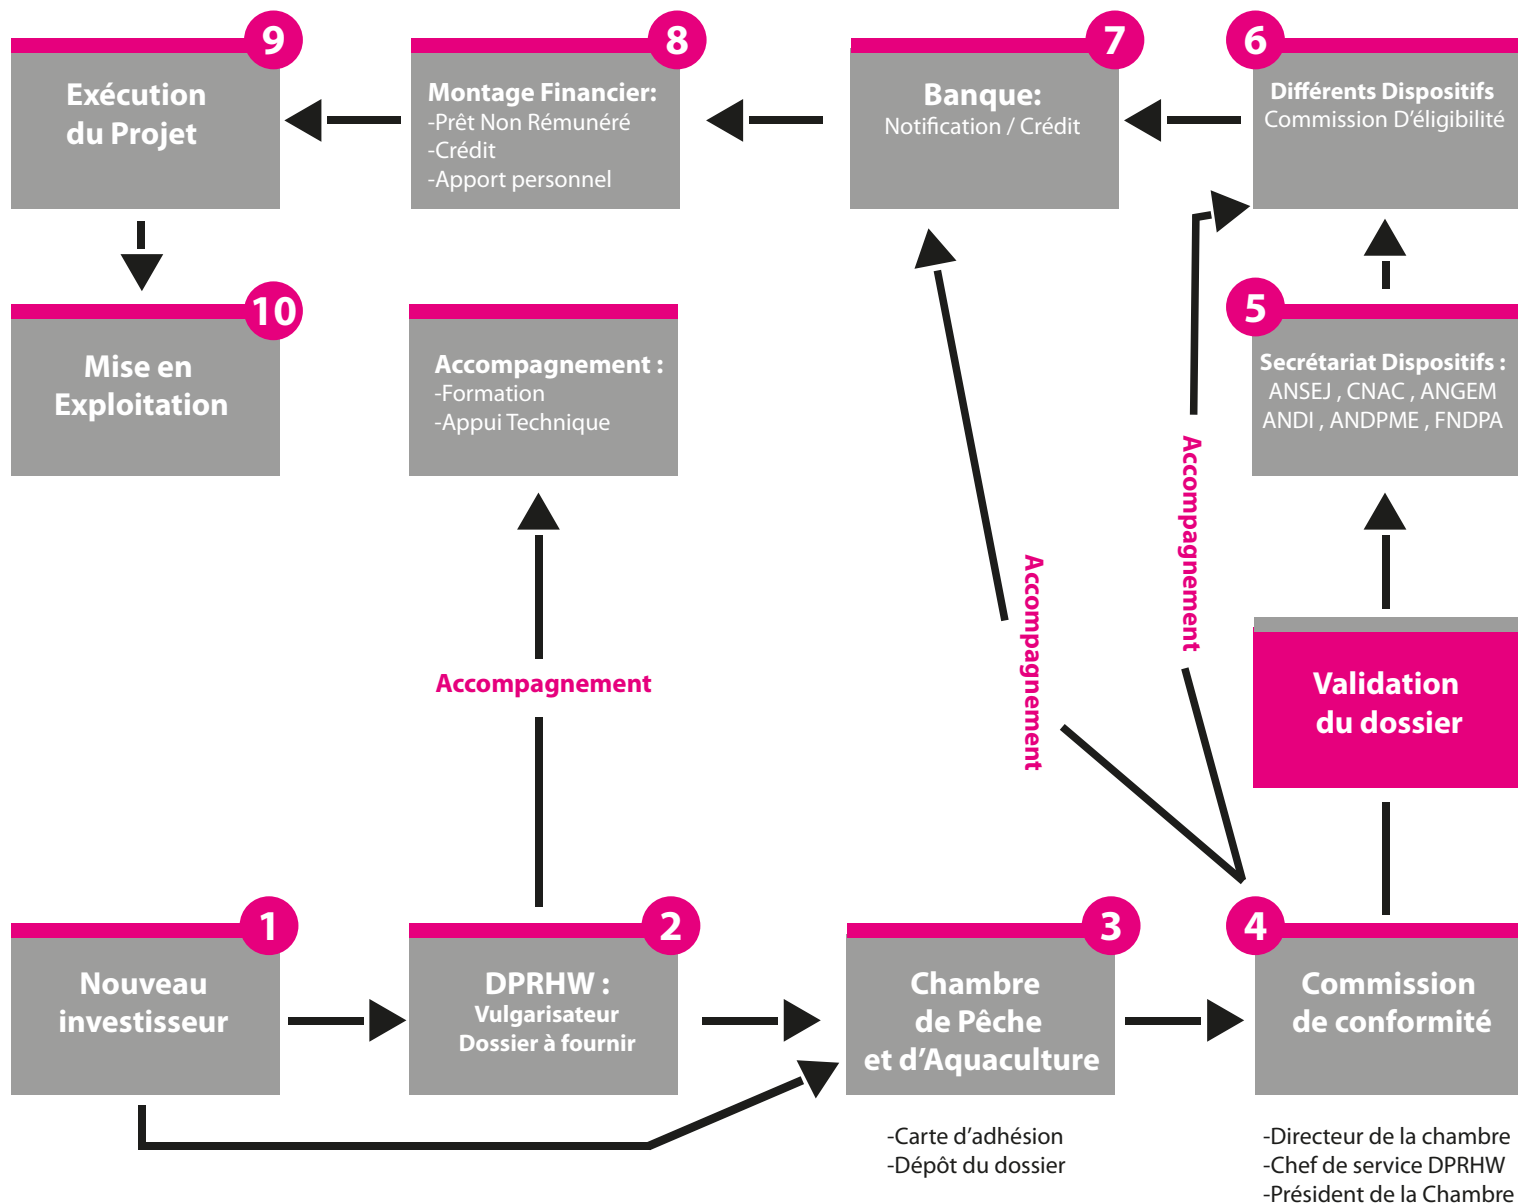 9
Exécution
du Projet
8
Montage Financier:
-Prêt Non Rémunéré
-Crédit
-Apport personnel
7
Banque:
Notification / Crédit
6
Différents Dispositifs
Commission D'éligibilité
10
Mise en
Exploitation
Accompagnement :
-Formation
-Appui Technique
5
Secrétariat Dispositifs :
ANSEJ , CNAC , ANGEM
ANDI , ANDPME , FNDPA
Accompagnement
Accompagnement
Accompagnement
Validation
du dossier
1
Nouveau
investisseur
2
DPRHW :
Vulgarisateur
Dossier à fournir
3
Chambre
de Pêche
et d’Aquaculture
-Carte d’adhésion
-Dépôt du dossier
4
Commission
de conformité
-Directeur de la chambre
-Chef de service DPRHW
-Président de la Chambre